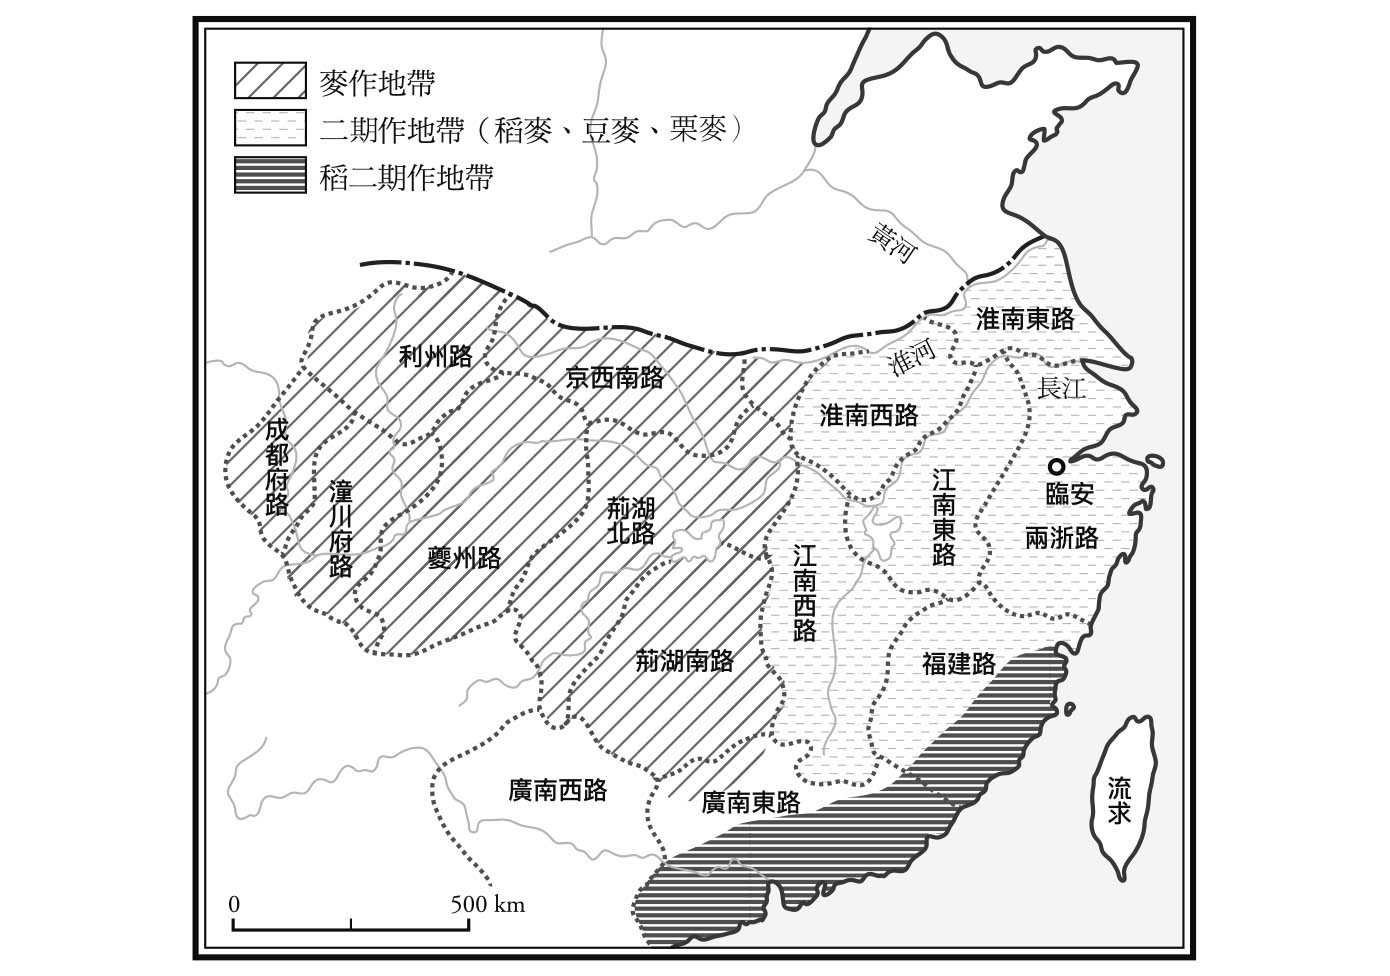 麥作地帶
二期作地帶（稻麥、豆麥、栗麥）
稻二期作地帶
黃河
淮南東路
利州路
淮河
京西南路
長江
淮南西路
成都府路
臨安
潼川府路
江南東路
荊湖
北路
兩浙路
夔州路
江南西路
荊湖南路
福建路
廣南西路
廣南東路
流求
0
500 km